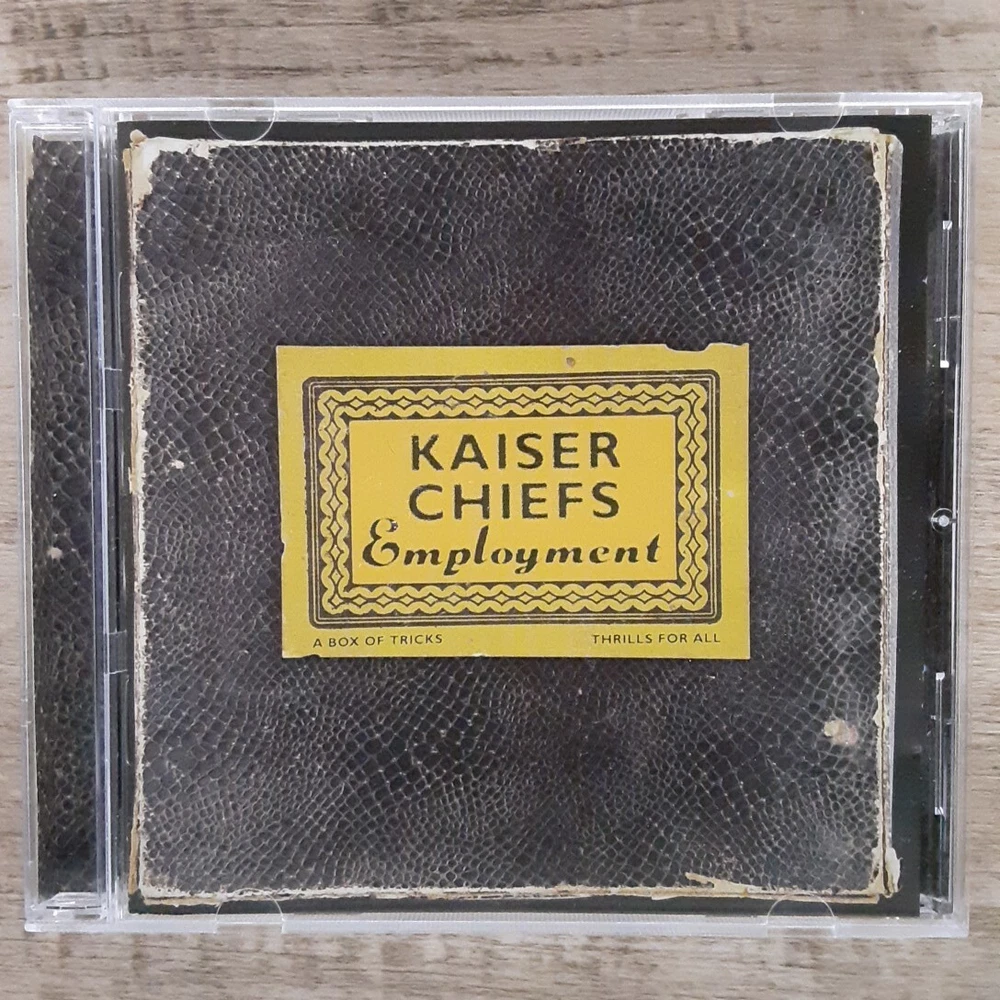 KAISER
CHIEFS
Employment
A BOX OF TRICKS
THRILLS FOR ALL